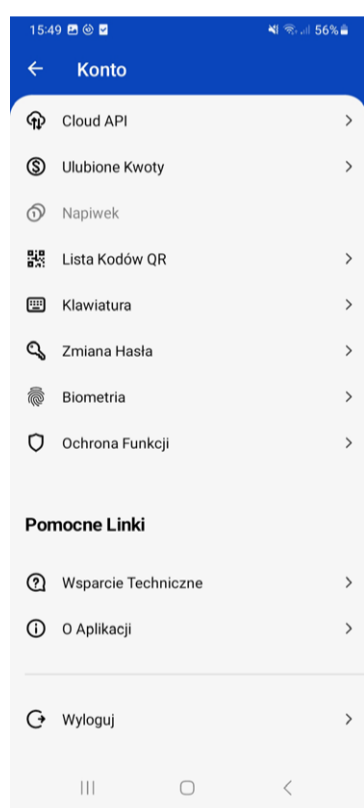 15:49
56%
Konto
Cloud API
Ulubione Kwoty
Napiwek
Lista Kodów QR
Klawiatura
Zmiana Hasła
Biometria
Ochrona Funkcji
Pomocne Linki
Wsparcie Techniczne
O Aplikacji
Wyloguj